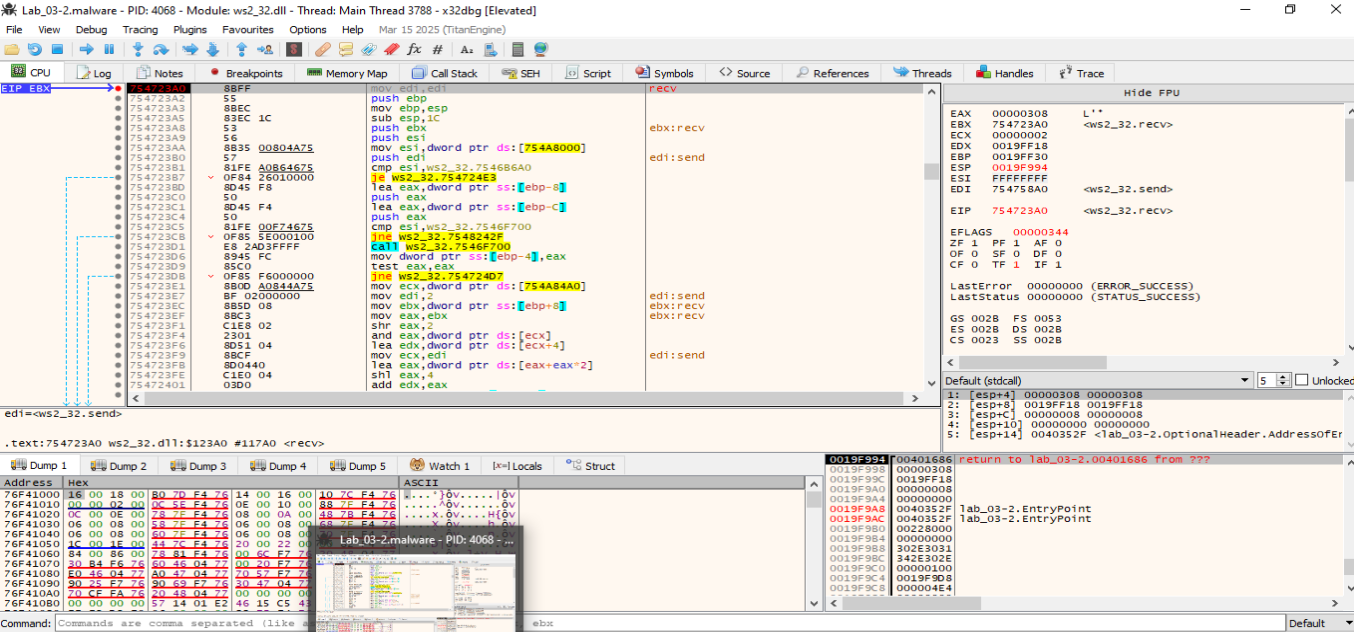 Lab_03-2.malware - PID: 4068 - Module: ws2_32.dll - Thread: Main Thread 3788 - x32dbg [Elevated]
File View Debug Tracing Plugins Favourites Options Help Mar 15 2025 (TitanEngine)
CPU Log Notes Breakpoints Memory Map Call Stack SEH Script Symbols Source References Threads Handles Trace
EIP EBX
754723A0 8BFF mov edi,edi recv
754723A2 55 push ebp
754723A3 8BEC mov ebp,esp
754723A5 83EC 1C sub esp,1C
754723A8 53 push ebx ebx:recv
754723A9 56 push esi
754723AA 8B35 00804A75 mov esi,dword ptr ds:[754A8000]
754723B0 57 push edi edi:send
754723B1 81FE A0B64675 cmp esi,ws2_32.7546B6A0
754723B7 0F84 26010000 je ws2_32.754724E3
754723BD 8D45 F8 lea eax,dword ptr ss:[ebp-8]
754723C0 50 push eax
754723C1 8D45 F4 lea eax,dword ptr ss:[ebp-C]
754723C4 50 push eax
754723C5 81FE 00F74675 cmp esi,ws2_32.7546F700
754723CB 0F85 5E000100 jne ws2_32.7548242F
754723D1 E8 2AD3FFFF call ws2_32.7546F700
754723D6 8945 FC mov dword ptr ss:[ebp-4],eax
754723D9 85C0 test eax,eax
754723DB 0F85 F6000000 jne ws2_32.754724D7
754723E1 8B0D A0844A75 mov ecx,dword ptr ds:[754A84A0]
754723E7 BF 02000000 mov edi,2 edi:send
754723EC 8B5D 08 mov ebx,dword ptr ss:[ebp+8] ebx:recv
754723EF 8BC3 mov eax,ebx ebx:recv
754723F1 C1E8 02 shr eax,2
754723F4 2301 and eax,dword ptr ds:[ecx]
754723F6 8D51 04 lea edx,dword ptr ds:[ecx+4]
754723F9 8BCF mov ecx,edi edi:send
754723FB 8D0440 lea eax,dword ptr ds:[eax+eax*2]
754723FE C1E0 04 shl eax,4
75472401 03D0 add edx,eax
Hide FPU
EAX 00000308 L'̈'
EBX 754723A0 <ws2_32.recv>
ECX 00000002
EDX 0019FF18
EBP 0019FF30
ESP 0019F994
ESI FFFFFFFF
EDI 754758A0 <ws2_32.send>
EIP 754723A0 <ws2_32.recv>
EFLAGS 00000344
ZF 1 PF 1 AF 0
OF 0 SF 0 DF 0
CF 0 TF 1 IF 1
LastError 00000000 (ERROR_SUCCESS)
LastStatus 00000000 (STATUS_SUCCESS)
GS 002B FS 0053
ES 002B DS 002B
CS 0023 SS 002B
Default (stdcall) 5 Unlocked
1: [esp+4] 00000308 00000308
2: [esp+8] 0019FF18 0019FF18
3: [esp+C] 00000008 00000008
4: [esp+10] 00000000 00000000
5: [esp+14] 0040352F <lab_03-2.OptionalHeader.AddressOfEr
edi=<ws2_32.send>
.text:754723A0 ws2_32.dll:$123A0 #117A0 <recv>
Dump 1 Dump 2 Dump 3 Dump 4 Dump 5 Watch 1 Locals Struct
Address Hex ASCII
76F41000 16 00 18 00 B0 7D F4 76 14 00 16 00 10 7C F4 76
76F41010 00 00 02 00 0C 5E F4 76 0E 00 10 00 88 7F F4 76
76F41020 0C 00 0E 00 78 7F F4 76 08 00 0A 00 48 7B F4 76
76F41030 06 00 08 00 58 7F F4 76 06 00 08 00 68 7F F4 76
76F41040 06 00 08 00 60 7F F4 76 06 00 08
76F41050 1C 00 1E 00 44 7C F4 76 20 00 22
76F41060 84 00 86 00 78 81 F4 76 00 6C F7
76F41070 30 B4 F6 76 60 46 04 77 00 20 F7
76F41080 E0 46 04 77 A0 47 04 77 70 57 F7
76F41090 90 25 F7 76 90 69 F7 76 30 47 04
76F410A0 70 CF FA 76 20 48 04 77 00 00 00
76F410B0 00 00 00 00 57 14 01 E2 46 15 C5
Lab_03-2.malware - PID: 4068 - ...
0019F994 00401686 return to lab_03-2.00401686 from ???
0019F998 00000308
0019F99C 0019FF18
0019F9A0 00000008
0019F9A4 00000000
0019F9A8 0040352F lab_03-2.EntryPoint
0019F9AC 0040352F lab_03-2.EntryPoint
0019F9B0 00228000
0019F9B4 00000000
0019F9B8 302E3031
0019F9BC 342E302E
0019F9C0 00000100
0019F9C4 0019F9D8
0019F9C8 000004E4
Command: Commands are comma separated (like a ebx Default